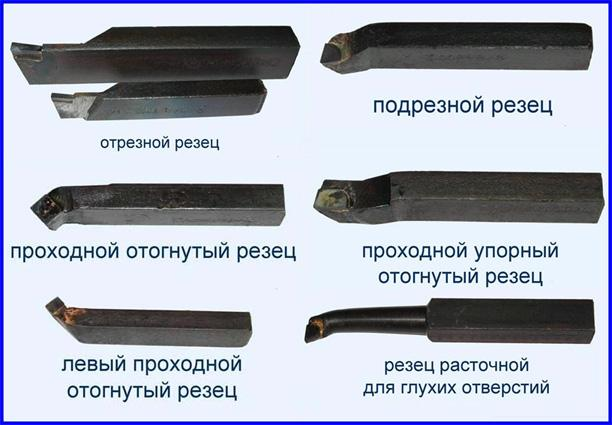 отрезной резец
подрезной резец
проходной отогнутый резец
проходной упорный
отогнутый резец
левый проходной
отогнутый резец
резец расточной
для глухих отверстий